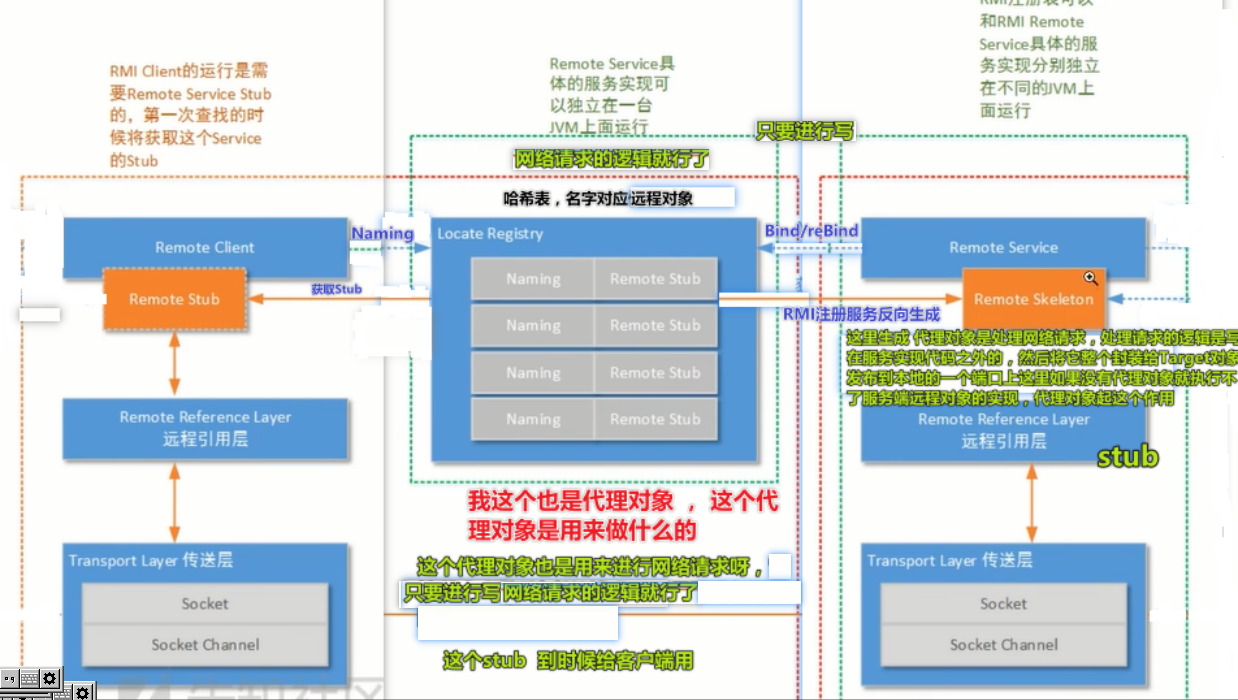 RMI注册表可以
和RMI Remote
Service具体的服
务实现分别独立
在不同的JVM上
面运行
Remote Service具
体的服务实现可
以独立在一台
JVM上面运行
RMI Client的运行是需
要Remote Service Stub
的，第一次查找的时
候将获取这个Service
的Stub
只要进行写
网络请求的逻辑就行了
哈希表，名字对应远程对象
Remote Client
Naming
Locate Registry
Bind/reBind
Remote Service
Remote Stub
获取Stub
Naming Remote Stub
Naming Remote Stub
Naming Remote Stub
Naming Remote Stub
Remote Skeleton
RMI注册服务反向生成
这里生成 代理对象是处理网络请求，处理请求的逻辑是写
在服务实现代码之外的，然后将它整个封装给Target对象
发布到本地的一个端口上这里如果没有代理对象就执行不
了服务端远程对象的实现，代理对象起这个作用
Remote Reference Layer
远程引用层
Remote Reference Layer
远程引用层
stub
我这个也是代理对象 ， 这个代
理对象是用来做什么的
这个代理对象也是用来进行网络请求呀，
只要进行写 网络请求的逻辑就行了
这个stub 到时候给客户端用
Transport Layer 传送层
Socket
Socket Channel
Transport Layer 传送层
Socket
Socket Channel